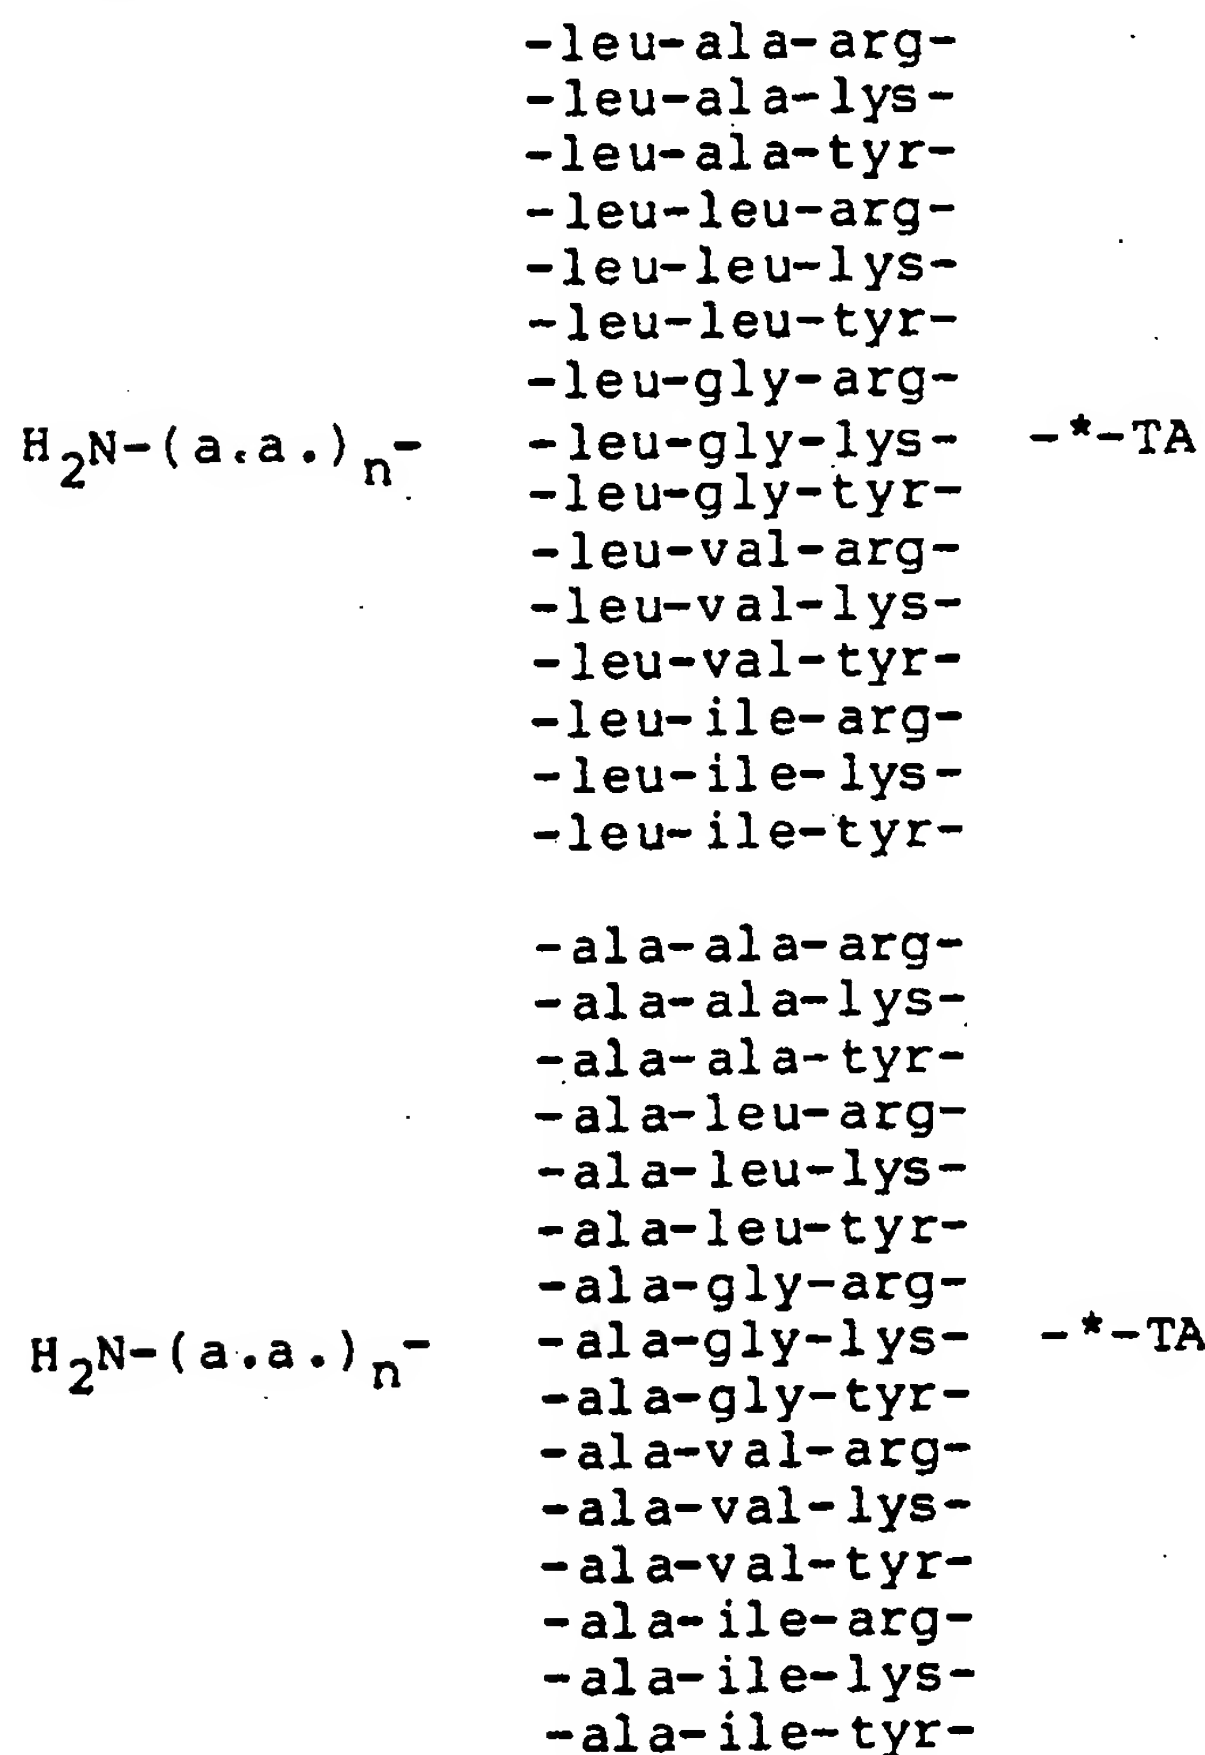 -leu-ala-arg-
-leu-ala-lys-
-leu-ala-tyr-
-leu-leu-arg-
-leu-leu-lys-
-leu-leu-tyr-
-leu-gly-arg-
H2N-(a.a.)n- -leu-gly-lys- -*-TA
-leu-gly-tyr-
-leu-val-arg-
-leu-val-lys-
-leu-val-tyr-
-leu-ile-arg-
-leu-ile-lys-
-leu-ile-tyr-
-ala-ala-arg-
-ala-ala-lys-
-ala-ala-tyr-
-ala-leu-arg-
-ala-leu-lys-
-ala-leu-tyr-
-ala-gly-arg-
H2N-(a.a.)n- -ala-gly-lys- -*-TA
-ala-gly-tyr-
-ala-val-arg-
-ala-val-lys-
-ala-val-tyr-
-ala-ile-arg-
-ala-ile-lys-
-ala-ile-tyr-